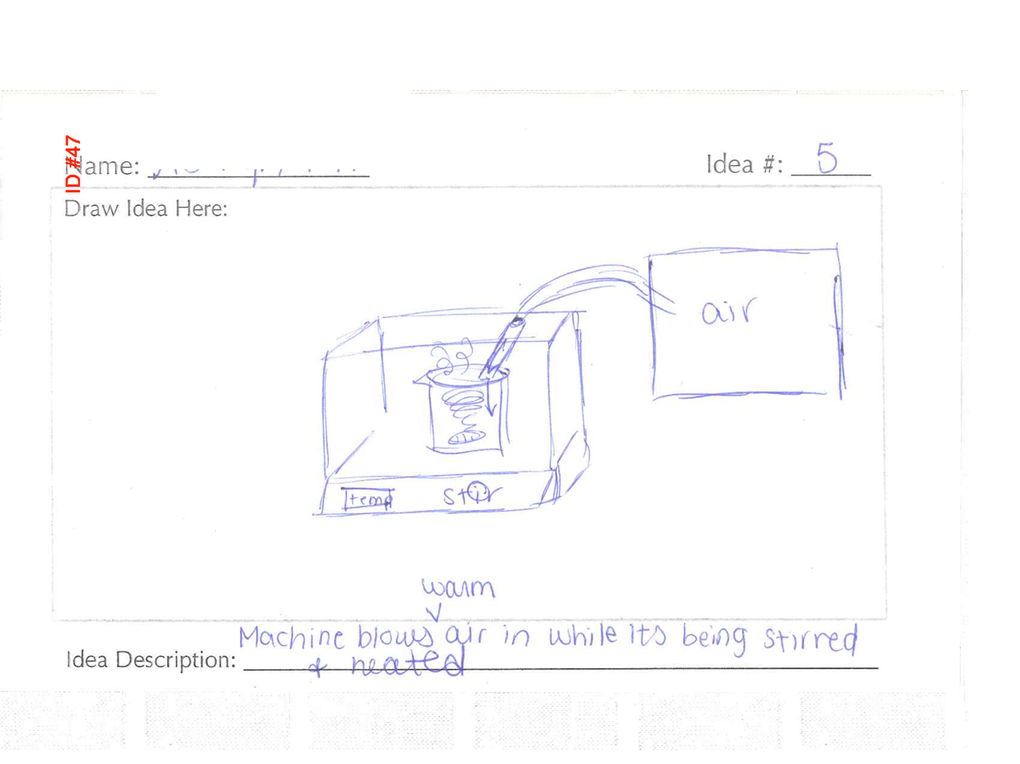 ID #47
Name:
Idea #: 5
Draw Idea Here:
air
temp stir
warm
Machine blows air in while its being stirred
Idea Description: & heated